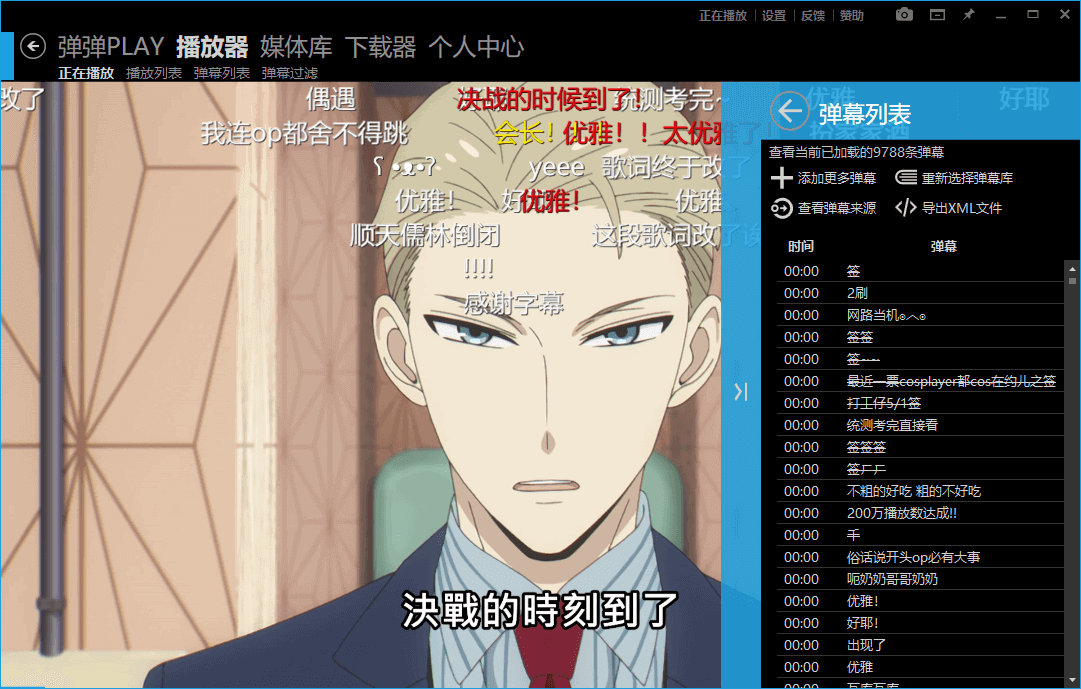 正在播放 设置 反馈 赞助
弹弹PLAY 播放器 媒体库 下载器 个人中心
正在播放 播放列表 弹幕列表 弹幕过滤
改了 偶遇 决战的时候到了! 统测考完~ 优雅 好耶
我连op都舍不得跳 会长! 优雅!! 太优雅了!
yeee 歌词终于改了
优雅! 优雅! 优雅
顺天儒林倒闭 这段歌词改了诶
!!!!
感谢字幕
決戰的時刻到了
弹幕列表
查看当前已加载的9788条弹幕
添加更多弹幕 重新选择弹幕库
查看弹幕来源 导出XML文件
时间 弹幕
00:00 签
00:00 2刷
00:00 网路当机⊙︿⊙
00:00 签签
00:00 签~~
00:00 最近一票cosplayer都cos在约儿之签
00:00 打工仔5/1签
00:00 统测考完直接看
00:00 签签签
00:00 签ㄏㄏ
00:00 不粗的好吃 粗的不好吃
00:00 200万播放数达成!!
00:00 手
00:00 俗话说开头op必有大事
00:00 呃奶奶哥哥奶奶
00:00 优雅!
00:00 好耶!
00:00 出现了
00:00 优雅